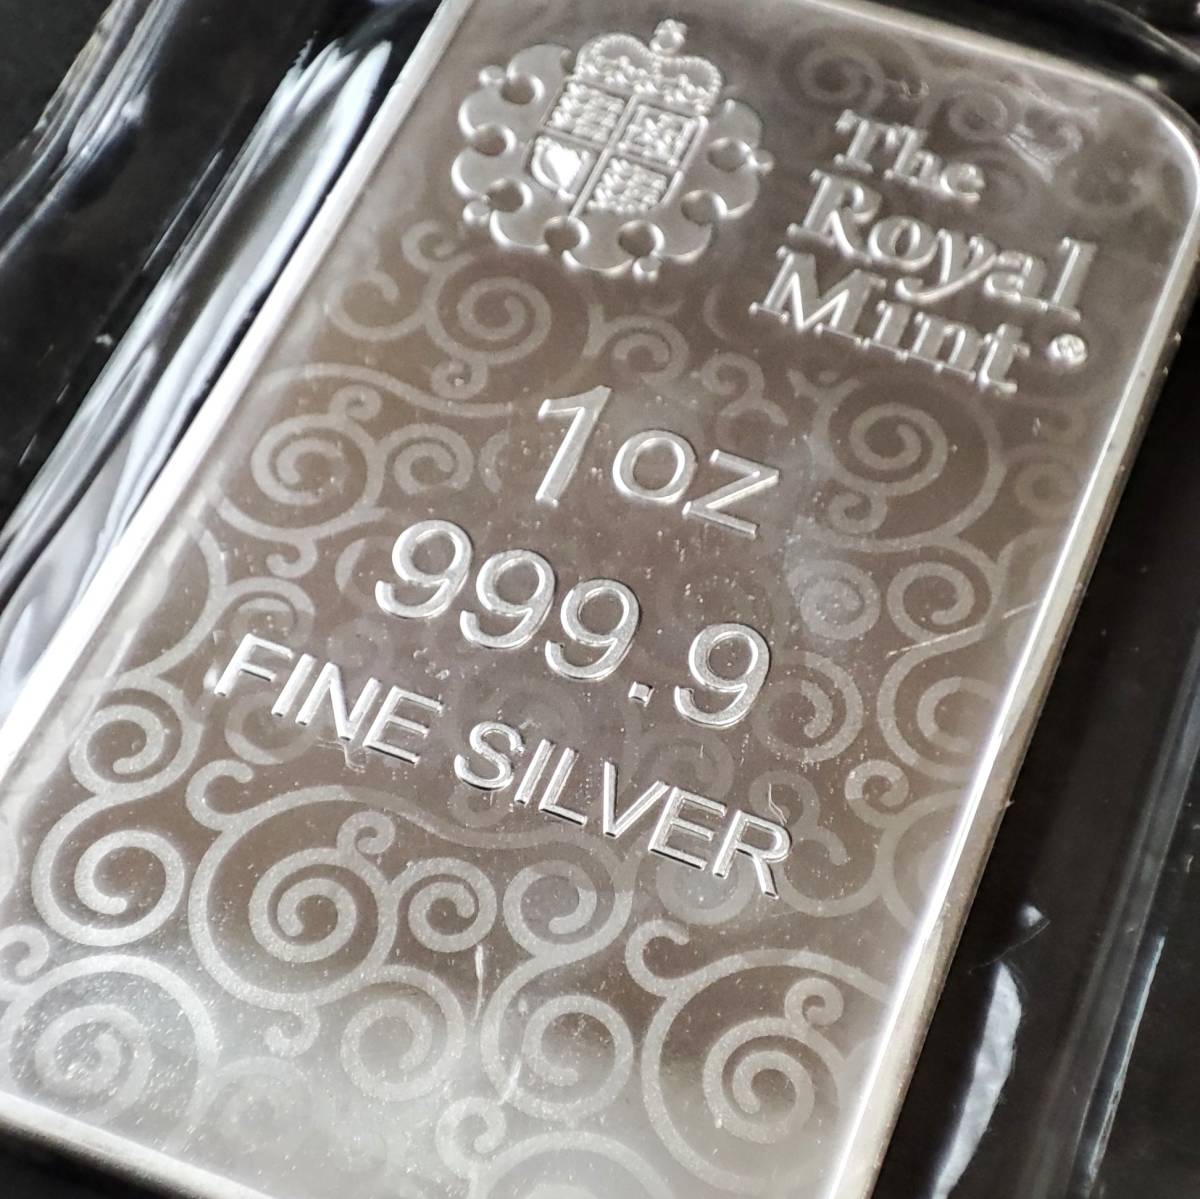 The
Royal
Mint®
1 oz
999.9
FINE SILVER